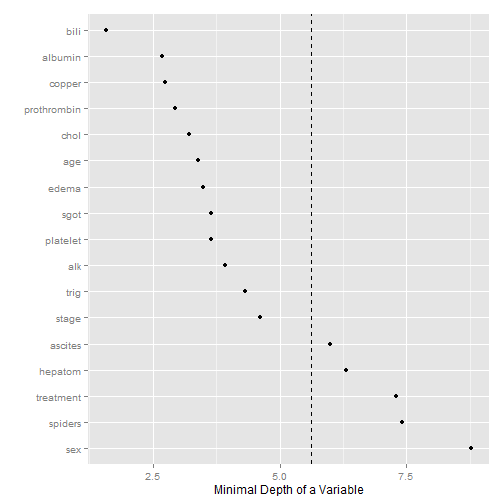 bili
albumin
copper
prothrombin
chol
age
edema
sgot
platelet
alk
trig
stage
ascites
hepatom
treatment
spiders
sex
2.5 5.0 7.5
Minimal Depth of a Variable